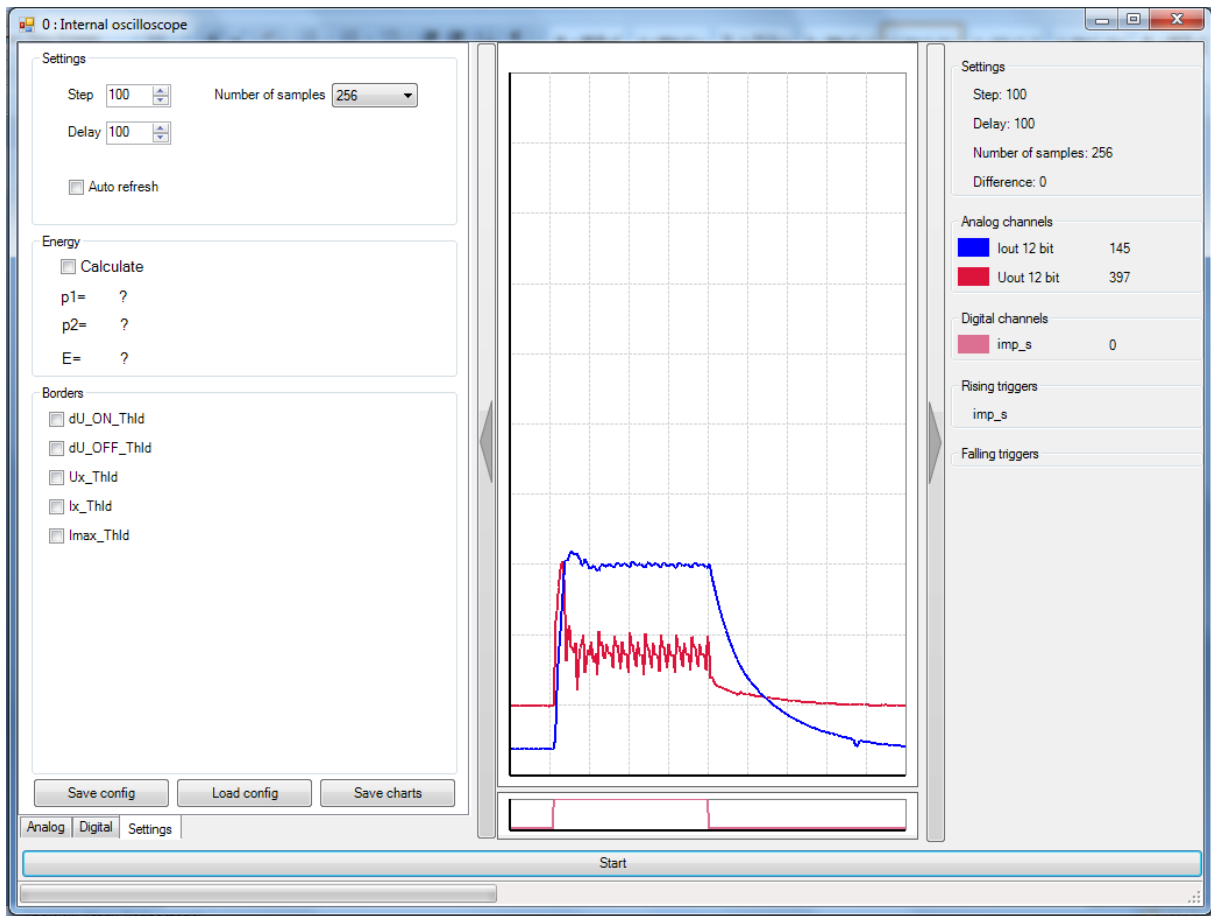 0 : Internal oscilloscope
Settings
Step 100 Number of samples 256
Delay 100
Auto refresh
Energy
Calculate
p1= ?
p2= ?
E= ?
Borders
dU_ON_Thld
dU_OFF_Thld
Ux_Thld
Ix_Thld
Imax_Thld
Save config Load config Save charts
Analog Digital Settings
Settings
Step: 100
Delay: 100
Number of samples: 256
Difference: 0
Analog channels
Iout 12 bit 145
Uout 12 bit 397
Digital channels
imp_s 0
Rising triggers
imp_s
Falling triggers
Start